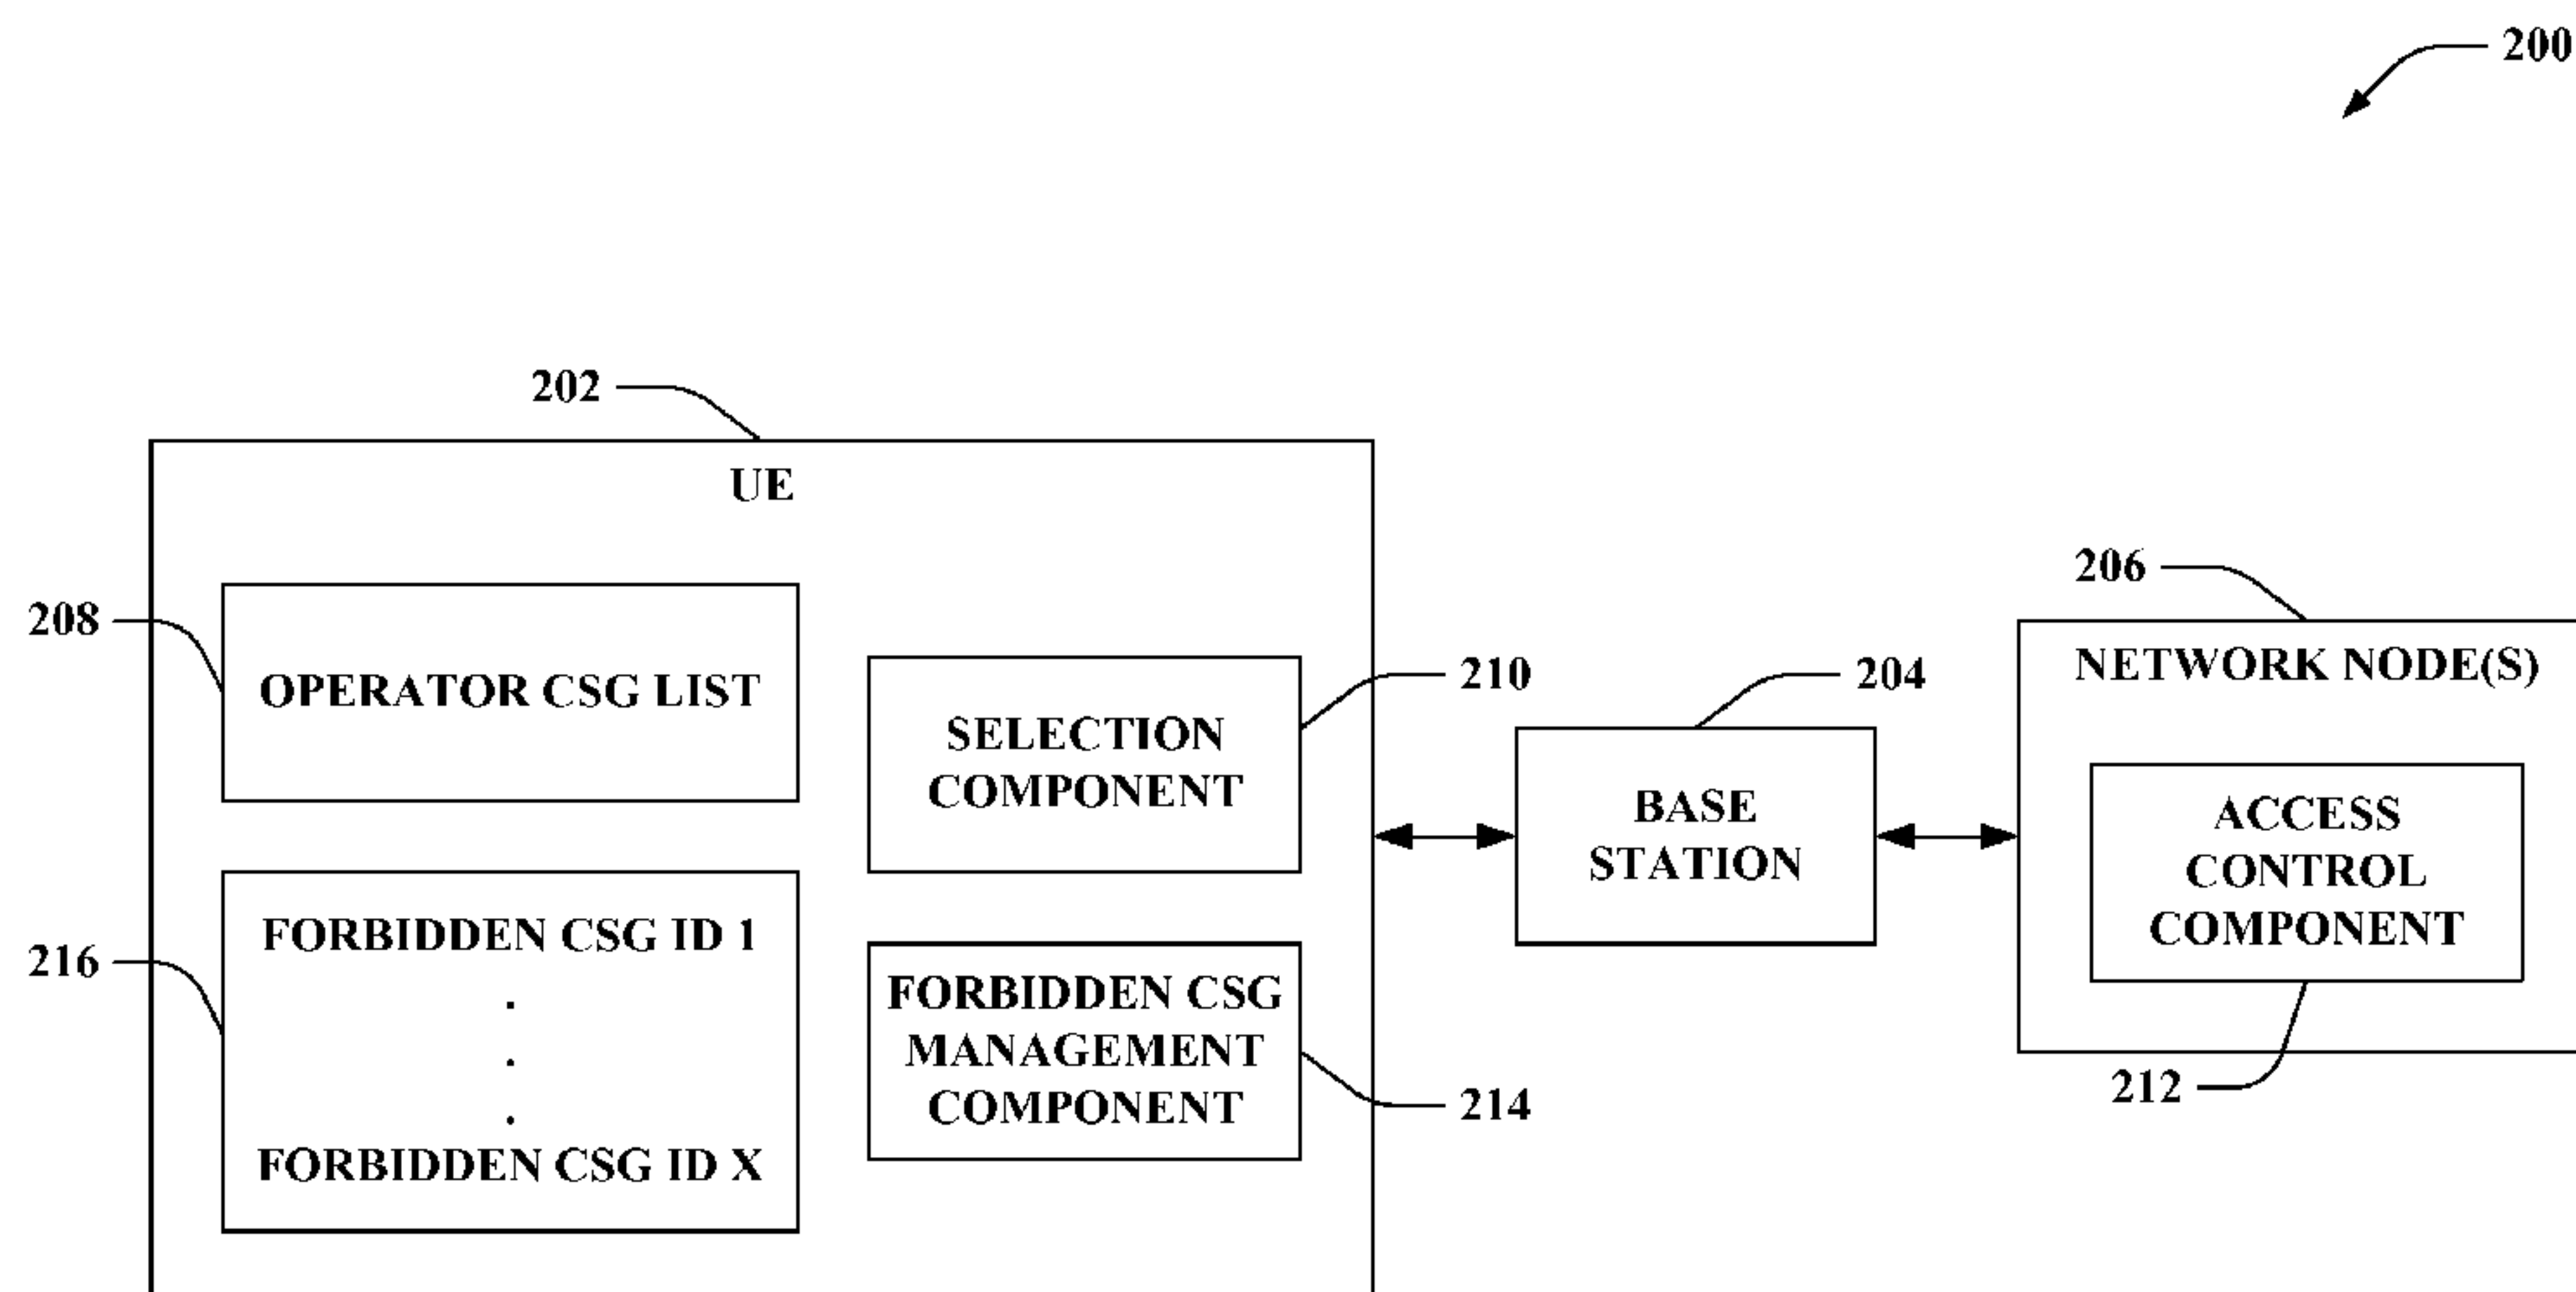 200
202
UE
208
OPERATOR CSG LIST
SELECTION
COMPONENT
210
216
FORBIDDEN CSG ID 1
.
.
.
FORBIDDEN CSG ID X
FORBIDDEN CSG
MANAGEMENT
COMPONENT
214
204
BASE
STATION
206
NETWORK NODE(S)
ACCESS
CONTROL
COMPONENT
212